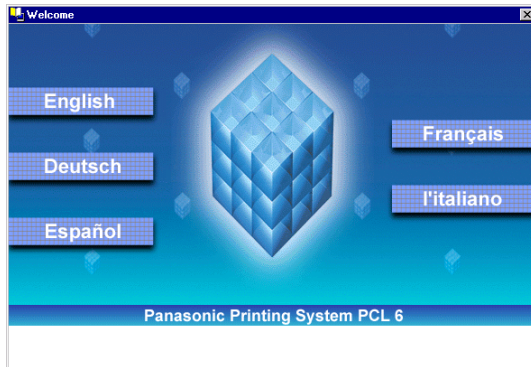 Welcome
English
Deutsch
Español
Français
l'italiano
Panasonic Printing System PCL 6